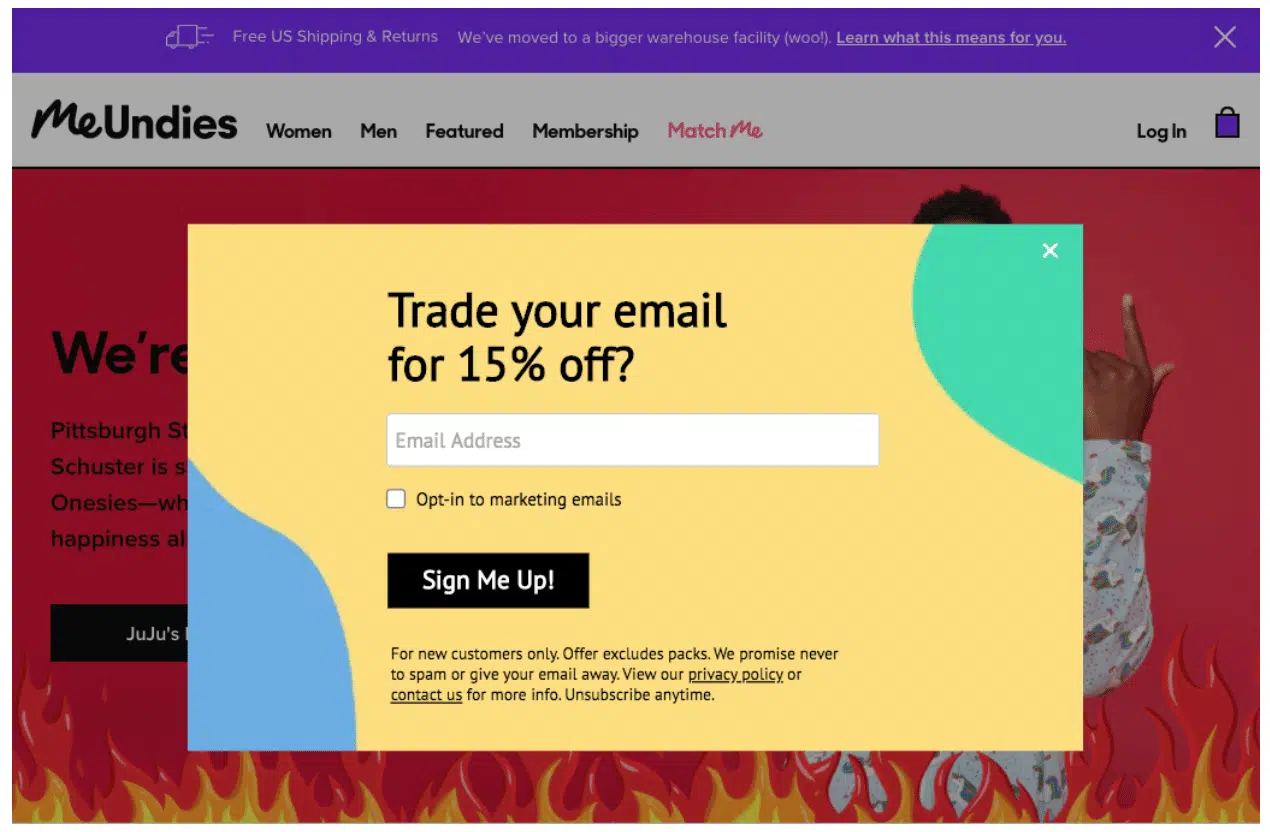 Free US Shipping & Returns We've moved to a bigger warehouse facility (woo!). Learn what this means for you.
MeUndies Women Men Featured Membership Match Me Log In
We're
Pittsburgh
Schuster is
Onesies—
happiness
JuJu's
Trade your email
for 15% off?
Email Address
Opt-in to marketing emails
Sign Me Up!
For new customers only. Offer excludes packs. We promise never
to spam or give your email away. View our privacy policy or
contact us for more info. Unsubscribe anytime.